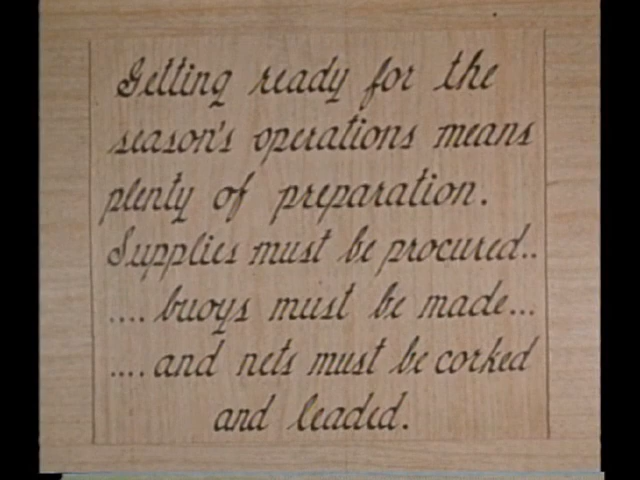 Getting ready for the
season's operations means
plenty of preparation.
Supplies must be procured..
....buoys must be made...
....and nets must be corked
and leaded.